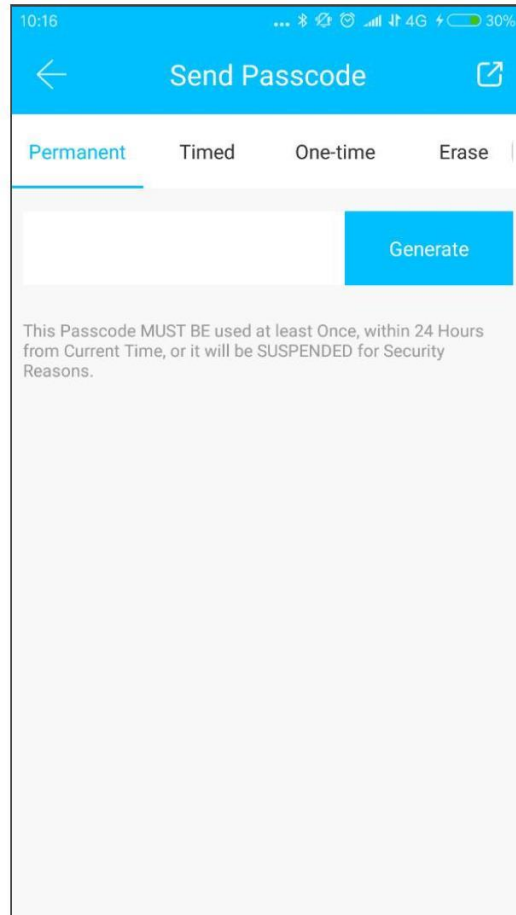 10:16 ... 4G 30%
Send Passcode
Permanent Timed One-time Erase
Generate
This Passcode MUST BE used at least Once, within 24 Hours
from Current Time, or it will be SUSPENDED for Security
Reasons.